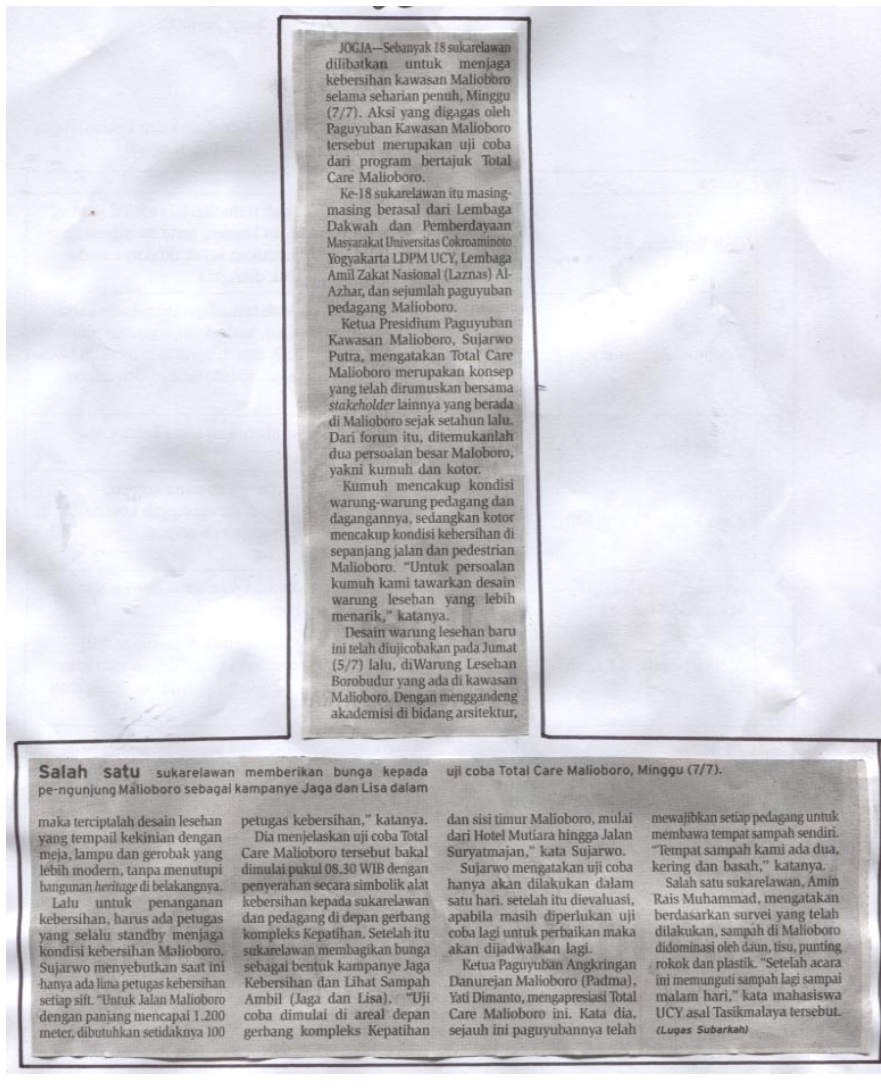 JOGJA—Sebanyak 18 sukarelawan
dilibatkan untuk menjaga
kebersihan kawasan Malioboro
selama seharian penuh, Minggu
(7/7). Aksi yang digagas oleh
Paguyuban Kawasan Malioboro
tersebut merupakan uji coba
dari program bertajuk Total
Care Malioboro.
Ke-18 sukarelawan itu masing-
masing berasal dari Lembaga
Dakwah dan Pemberdayaan
Masyarakat Universitas Cokroaminoto
Yogyakarta LDPM UCY, Lembaga
Amil Zakat Nasional (Laznas) Al-
Azhar, dan sejumlah paguyuban
pedagang Malioboro.
Ketua Presidium Paguyuban
Kawasan Malioboro, Sujarwo
Putra, mengatakan Total Care
Malioboro merupakan konsep
yang telah dirumuskan bersama
stakeholder lainnya yang berada
di Malioboro sejak setahun lalu.
Dari forum itu, ditemukanlah
dua persoalan besar Maloboro,
yakni kumuh dan kotor.
Kumuh mencakup kondisi
warung-warung pedagang dan
dagangannya, sedangkan kotor
mencakup kondisi kebersihan di
sepanjang jalan dan pedestrian
Malioboro. “Untuk persoalan
kumuh kami tawarkan desain
warung lesehan yang lebih
menarik,” katanya.
Desain warung lesehan baru
ini telah diujicobakan pada Jumat
(5/7) lalu, diWarung Lesehan
Borobudur yang ada di kawasan
Malioboro. Dengan menggandeng
akademisi di bidang arsitektur,
Salah satu sukarelawan memberikan bunga kepada
pe-ngunjung Malioboro sebagai kampanye Jaga dan Lisa dalam
uji coba Total Care Malioboro, Minggu (7/7).
maka terciptalah desain lesehan
yang tempail kekinian dengan
meja, lampu dan gerobak yang
lebih modern, tanpa menutupi
bangunan heritage di belakangnya.
Lalu untuk penanganan
kebersihan, harus ada petugas
yang selalu standby menjaga
kondisi kebersihan Malioboro.
Sujarwo menyebutkan saat ini
hanya ada lima petugas kebersihan
setiap sift. “Untuk Jalan Malioboro
dengan panjang mencapai 1.200
meter, dibutuhkan setidaknya 100
petugas kebersihan,” katanya.
Dia menjelaskan uji coba Total
Care Malioboro tersebut bakal
dimulai pukul 08.30 WIB dengan
penyerahan secara simbolik alat
kebersihan kepada sukarelawan
dan pedagang di depan gerbang
kompleks Kepatihan. Setelah itu
sukarelawan membagikan bunga
sebagai bentuk kampanye Jaga
Kebersihan dan Lihat Sampah
Ambil (Jaga dan Lisa). “Uji
coba dimulai di areal depan
gerbang kompleks Kepatihan
dan sisi timur Malioboro, mulai
dari Hotel Mutiara hingga Jalan
Suryatmajan,” kata Sujarwo.
Sujarwo mengatakan uji coba
hanya akan dilakukan dalam
satu hari. setelah itu dievaluasi,
apabila masih diperlukan uji
coba lagi untuk perbaikan maka
akan dijadwalkan lagi.
Ketua Paguyuban Angkringan
Danurejan Malioboro (Padma),
Yati Dimanto, mengapresiasi Total
Care Malioboro ini. Kata dia,
sejauh ini paguyubannya telah
mewajibkan setiap pedagang untuk
membawa tempat sampah sendiri.
“Tempat sampah kami ada dua,
kering dan basah,” katanya.
Salah satu sukarelawan, Amin
Rais Muhammad, mengatakan
berdasarkan survei yang telah
dilakukan, sampah di Malioboro
didominasi oleh daun, tisu, punting
rokok dan plastik. “Setelah acara
ini memunguti sampah lagi sampai
malam hari,” kata mahasiswa
UCY asal Tasikmalaya tersebut.
(Lugas Subarkah)